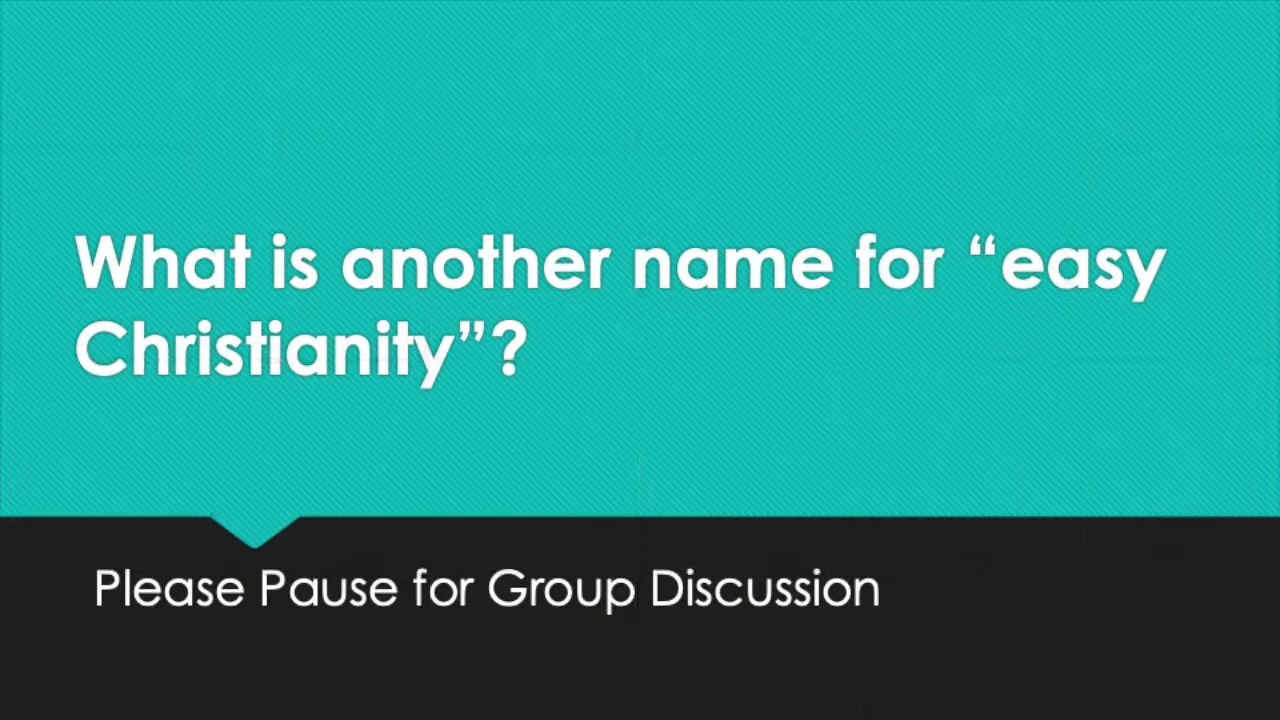 What is another name for “easy
Christianity”?
Please Pause for Group Discussion